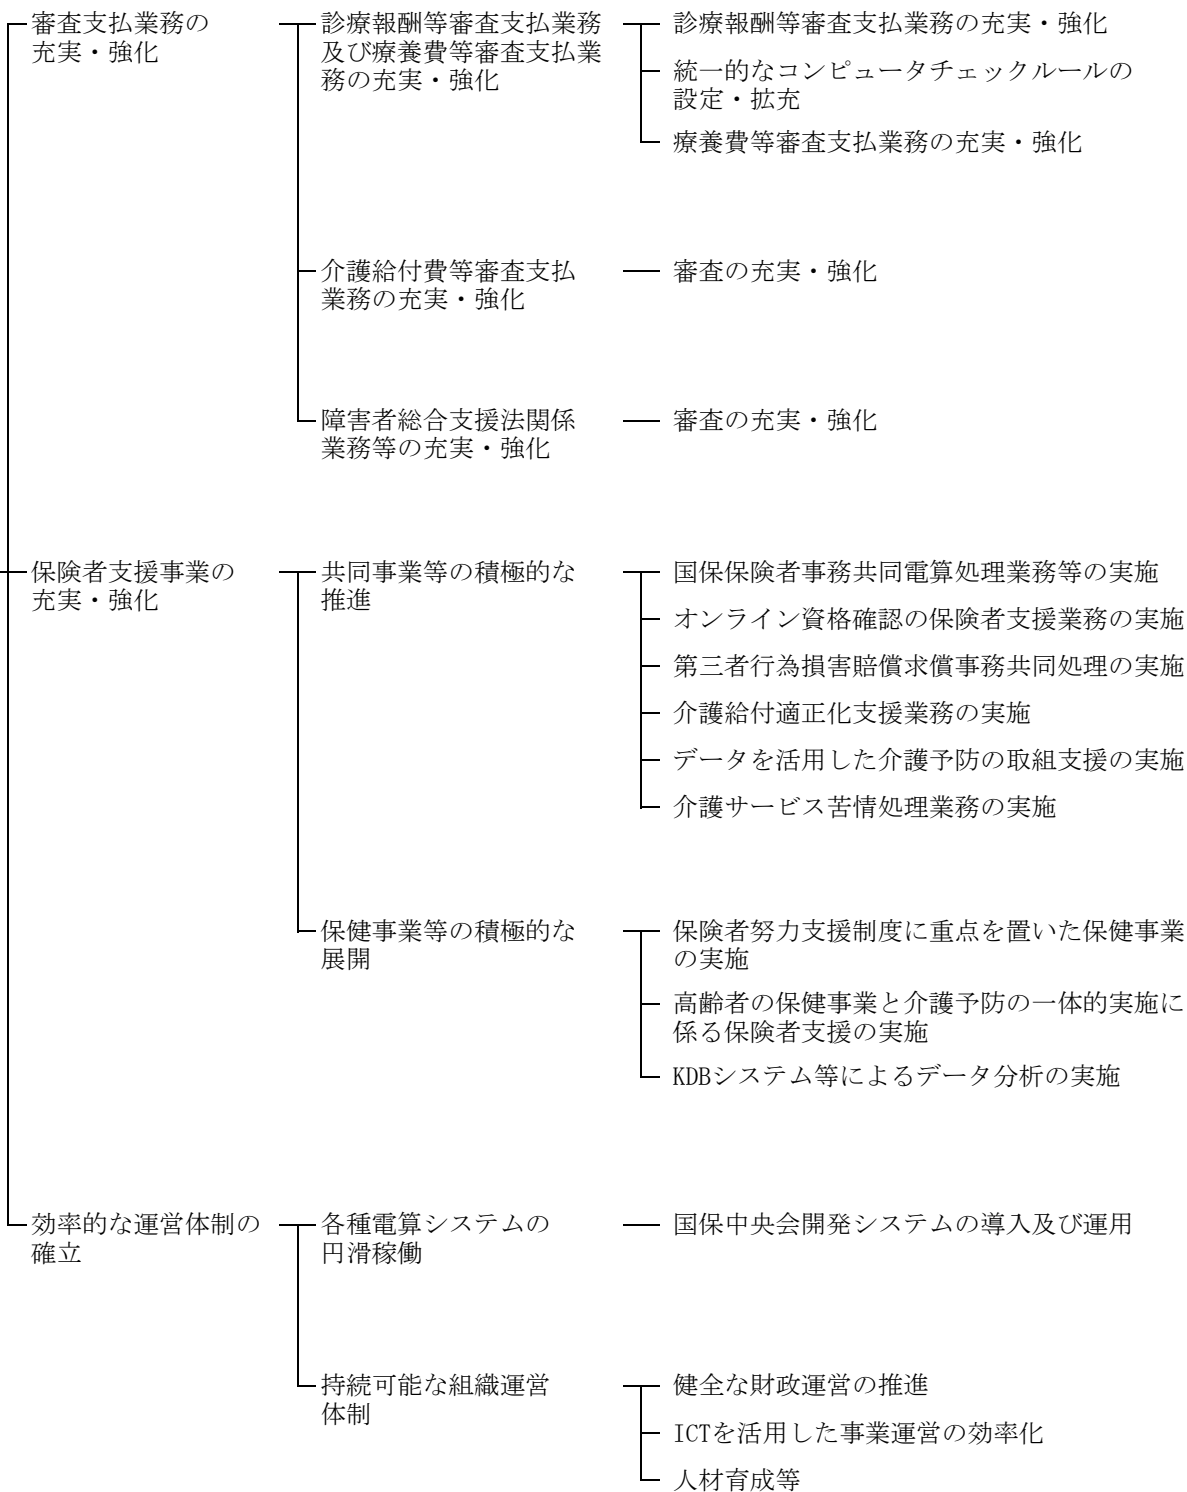 審査支払業務の
充実・強化
診療報酬等審査支払業務
及び療養費等審査支払業
務の充実・強化
診療報酬等審査支払業務の充実・強化
統一的なコンピュータチェックルールの
設定・拡充
療養費等審査支払業務の充実・強化
介護給付費等審査支払
業務の充実・強化
審査の充実・強化
障害者総合支援法関係
業務等の充実・強化
審査の充実・強化
保険者支援事業の
充実・強化
共同事業等の積極的な
推進
国保保険者事務共同電算処理業務等の実施
オンライン資格確認の保険者支援業務の実施
第三者行為損害賠償求償事務共同処理の実施
介護給付適正化支援業務の実施
データを活用した介護予防の取組支援の実施
介護サービス苦情処理業務の実施
保健事業等の積極的な
展開
保険者努力支援制度に重点を置いた保健事業
の実施
高齢者の保健事業と介護予防の一体的実施に
係る保険者支援の実施
KDBシステム等によるデータ分析の実施
効率的な運営体制の
確立
各種電算システムの
円滑稼働
国保中央会開発システムの導入及び運用
持続可能な組織運営
体制
健全な財政運営の推進
ICTを活用した事業運営の効率化
人材育成等